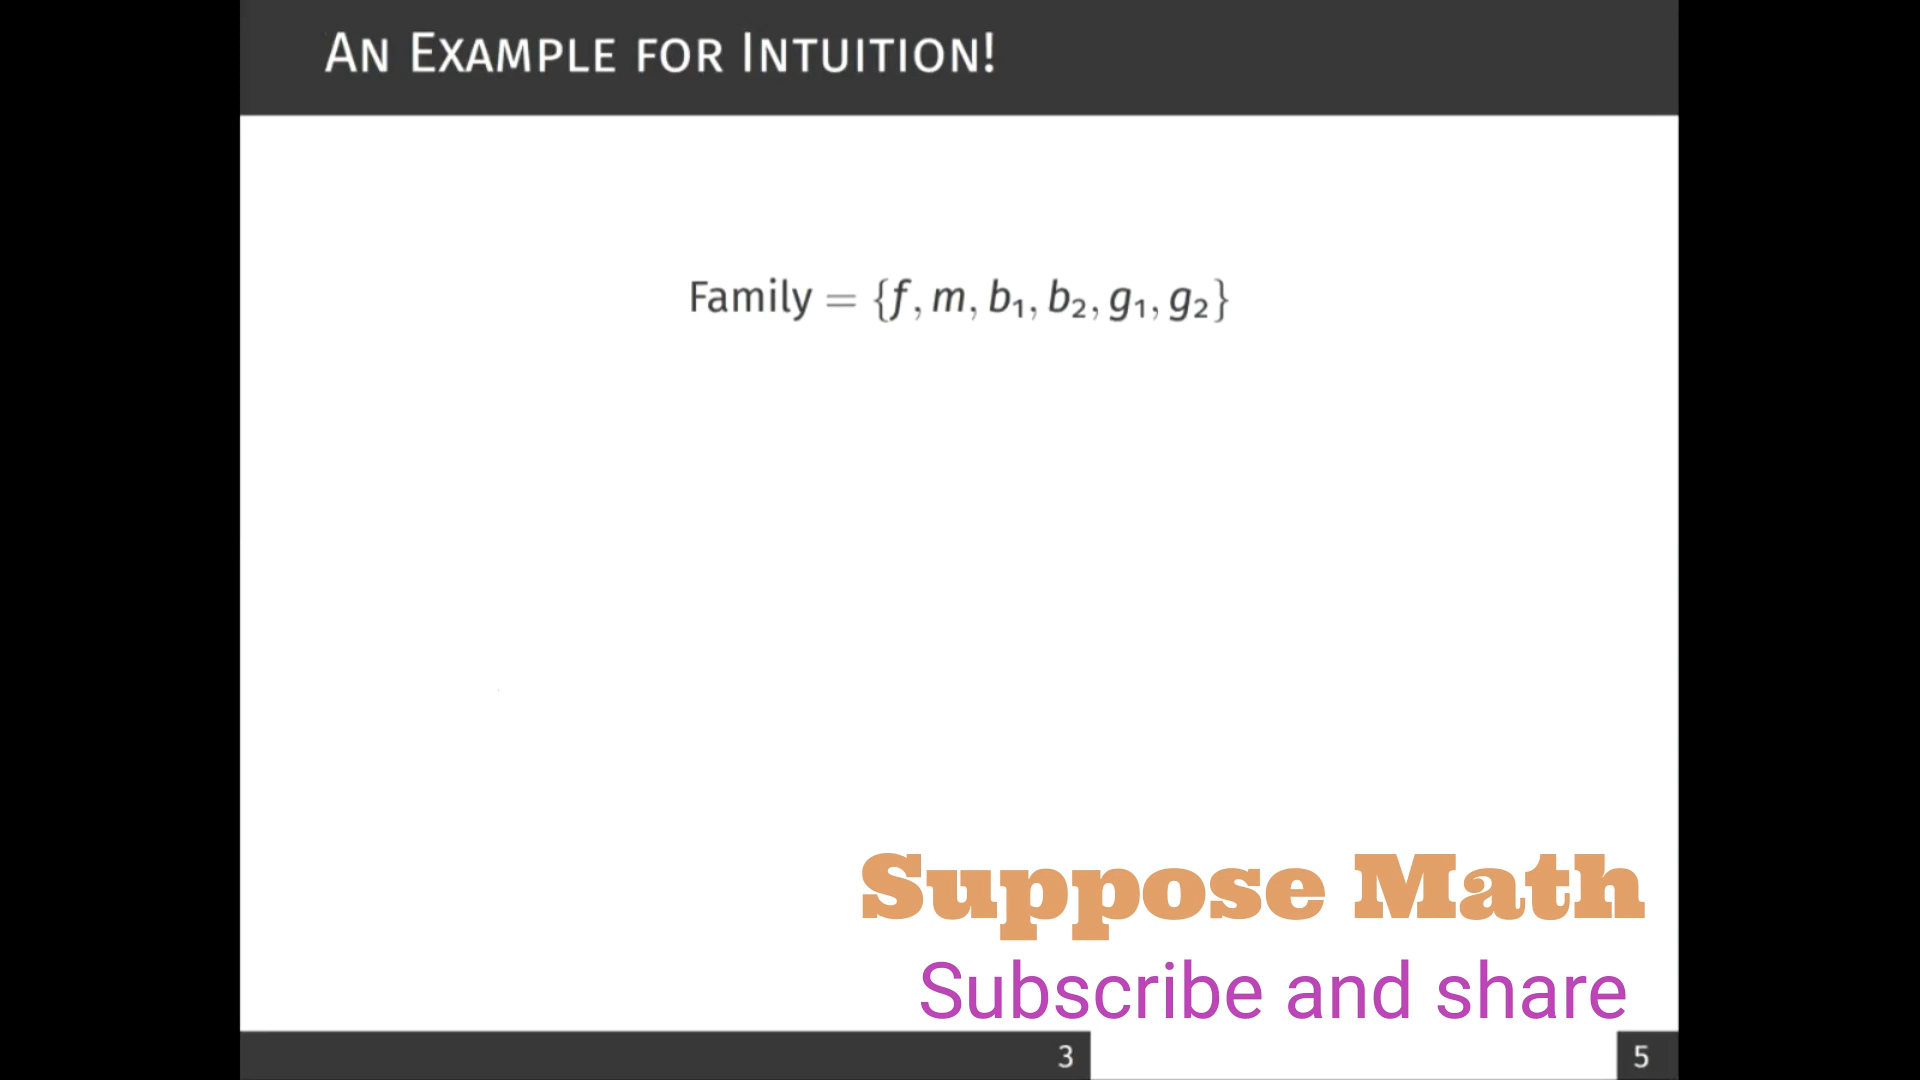 AN EXAMPLE FOR INTUITION!
Family = {f, m, b₁, b₂, g₁, g₂}
Suppose Math
Subscribe and share
3
5